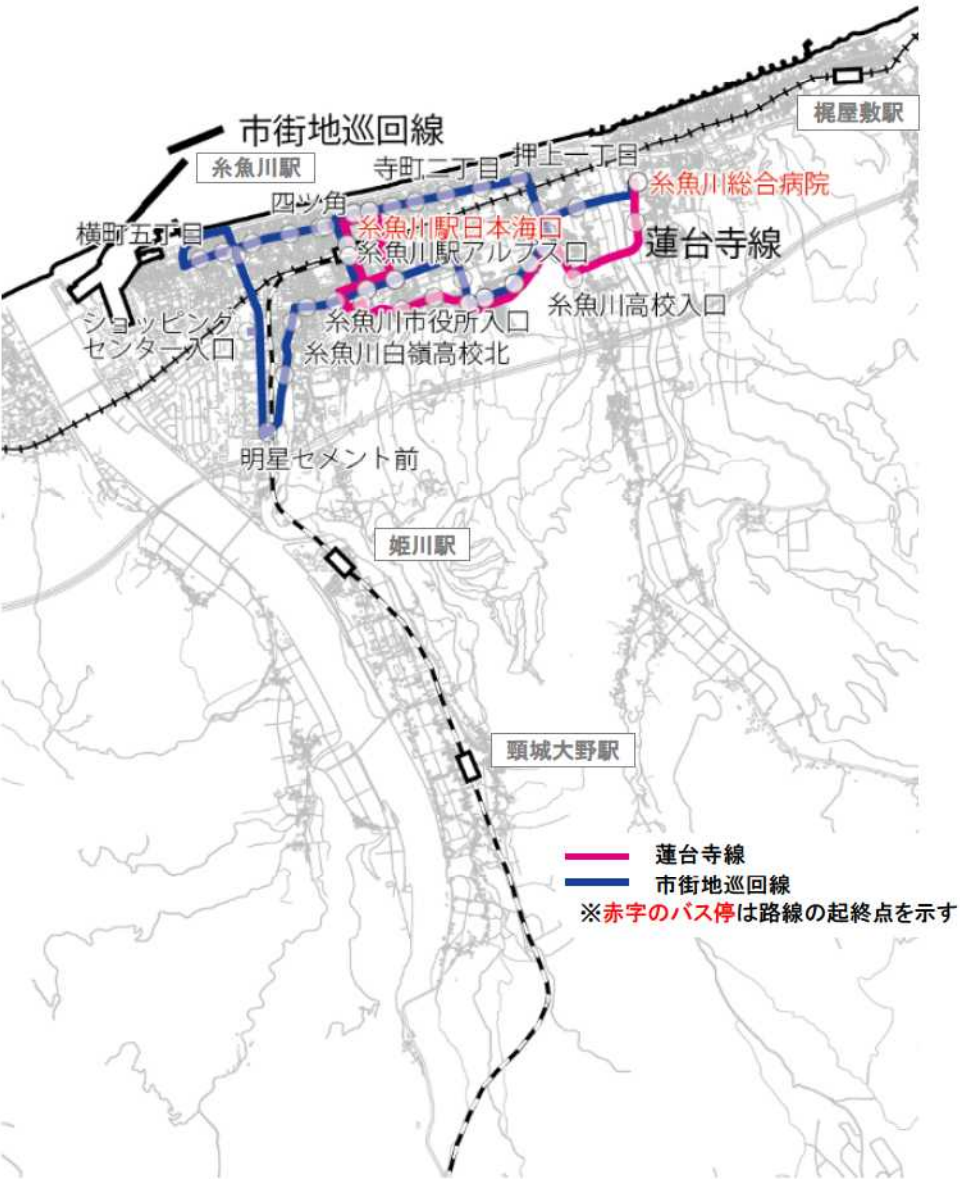 梶屋敷駅
市街地巡回線
糸魚川駅
寺町二丁目
押上一丁目
糸魚川総合病院
四ツ角
横町五丁目
糸魚川駅日本海口
糸魚川駅アルプス口
蓮台寺線
糸魚川高校入口
ショッピング
センター入口
糸魚川市役所入口
糸魚川白嶺高校北
明星セメント前
姫川駅
頸城大野駅
蓮台寺線
市街地巡回線
※赤字のバス停は路線の起終点を示す